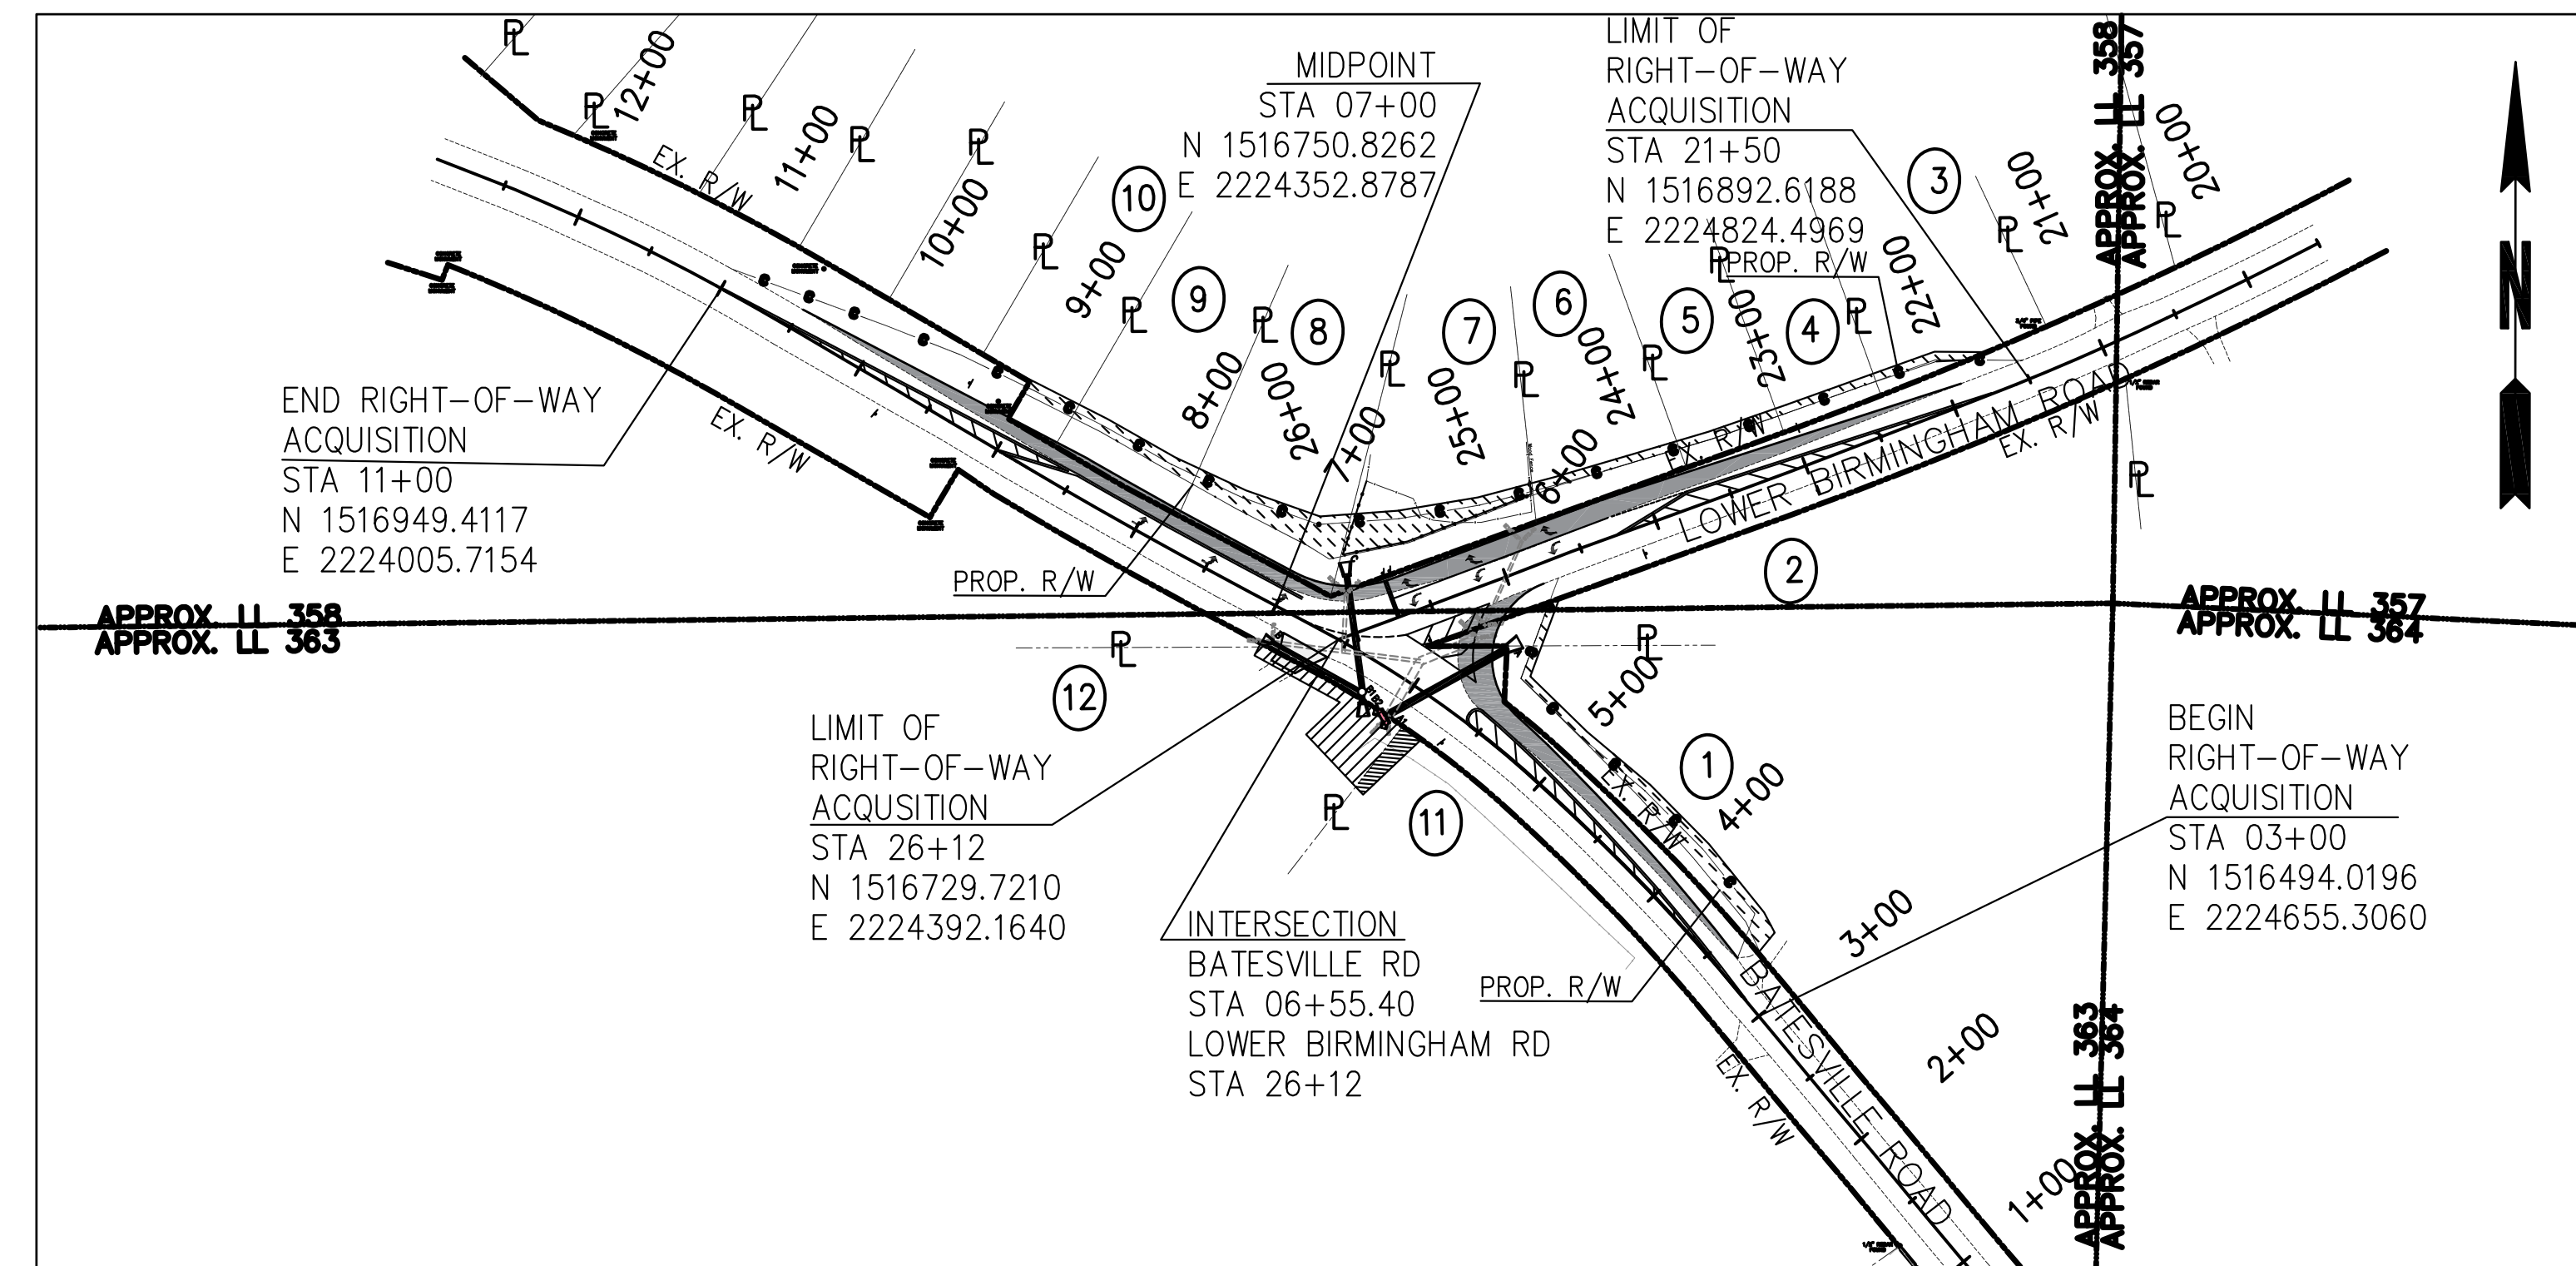 MIDPOINT
STA 07+00
N 1516750.8262
E 2224352.8787
LIMIT OF
RIGHT-OF-WAY
ACQUISITION
STA 21+50
N 1516892.6188
E 2224824.4969
PROP. R/W
APPROX. LL 358
APPROX. LL 357
N
12+00
11+00
10+00
9+00
8+00
7+00
6+00
5+00
4+00
3+00
2+00
1+00
20+00
21+00
22+00
23+00
24+00
25+00
26+00
10
9
8
7
6
5
4
3
2
1
11
12
EX. R/W
EX. R/W
EX. R/W
EX. R/W
EX. R/W
EX. R/W
LOWER BIRMINGHAM ROAD
END RIGHT-OF-WAY
ACQUISITION
STA 11+00
N 1516949.4117
E 2224005.7154
PROP. R/W
APPROX. LL 358
APPROX. LL 363
APPROX. LL 357
APPROX. LL 364
LIMIT OF
RIGHT-OF-WAY
ACQUSITION
STA 26+12
N 1516729.7210
E 2224392.1640
INTERSECTION
BATESVILLE RD
STA 06+55.40
LOWER BIRMINGHAM RD
STA 26+12
PROP. R/W
BEGIN
RIGHT-OF-WAY
ACQUISITION
STA 03+00
N 1516494.0196
E 2224655.3060
BATESVILLE ROAD
APPROX. LL 363
APPROX. LL 364